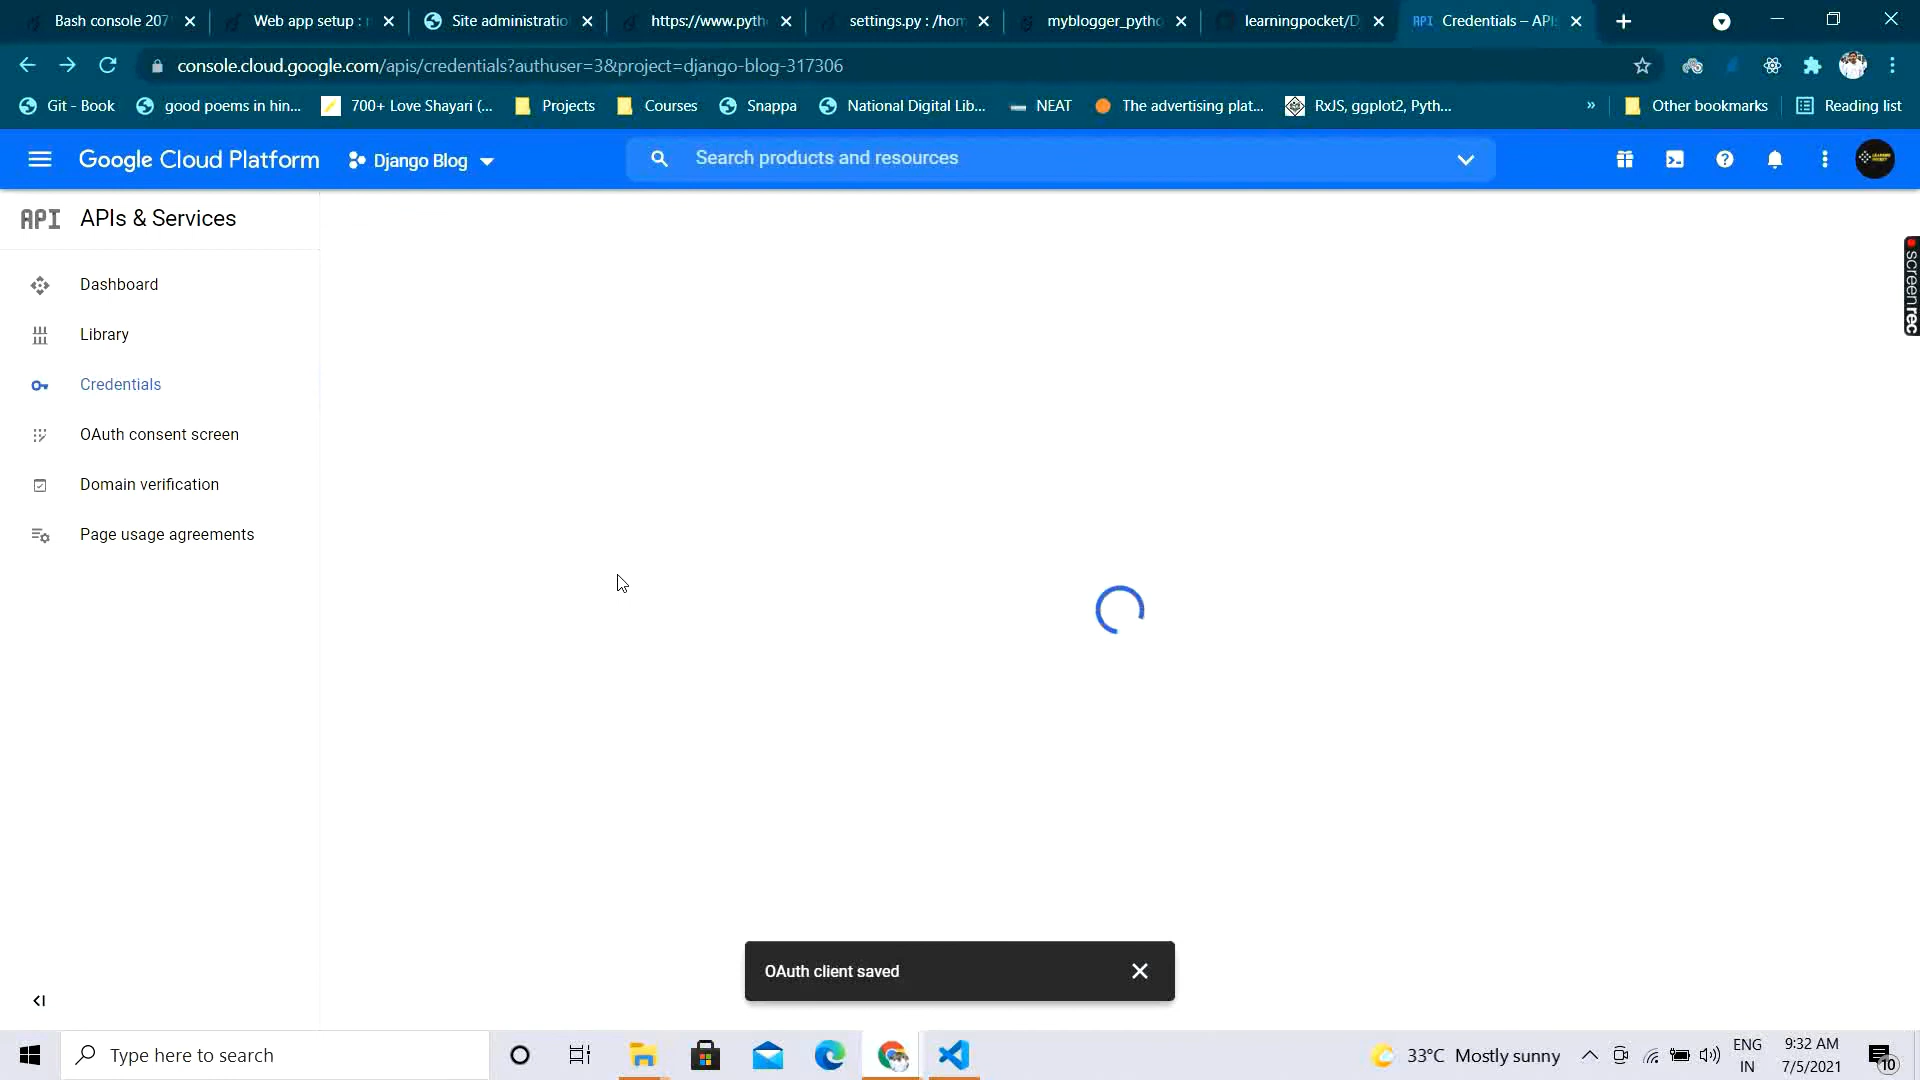 Bash console 207
Web app setup :
Site administratio
https://www.pyth
settings.py : /hom
myblogger_pytho
learningpocket/D
API Credentials – API
console.cloud.google.com/apis/credentials?authuser=3&project=django-blog-317306
Git - Book
good poems in hin...
700+ Love Shayari (...
Projects
Courses
Snappa
National Digital Lib...
NEAT
The advertising plat...
RxJS, ggplot2, Pyth...
»
Other bookmarks
Reading list
Google Cloud Platform
Django Blog
Search products and resources
API APIs & Services
Dashboard
Library
Credentials
OAuth consent screen
Domain verification
Page usage agreements
screenrec
OAuth client saved
Type here to search
33°C Mostly sunny
ENG
IN
9:32 AM
7/5/2021
10